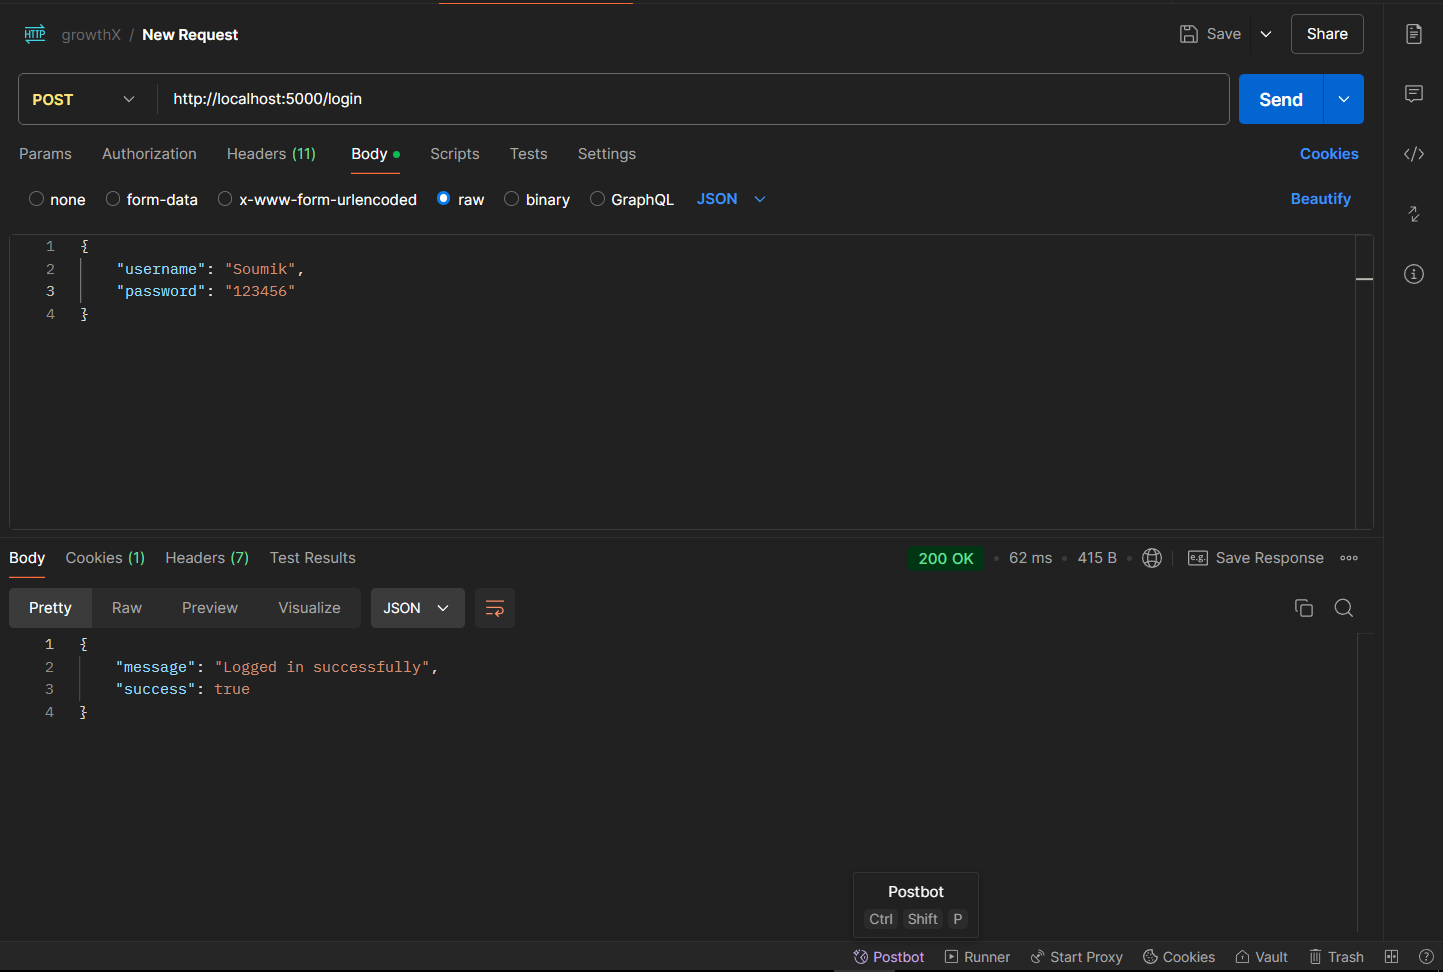 HTTP growthX / New Request Save Share
POST http://localhost:5000/login Send
Params Authorization Headers (11) Body Scripts Tests Settings Cookies
none form-data x-www-form-urlencoded raw binary GraphQL JSON Beautify
1 {
2 "username": "Soumik",
3 "password": "123456"
4 }
Body Cookies (1) Headers (7) Test Results 200 OK 62 ms 415 B e.g. Save Response
Pretty Raw Preview Visualize JSON
1 {
2 "message": "Logged in successfully",
3 "success": true
4 }
Postbot
Ctrl Shift P
Postbot Runner Start Proxy Cookies Vault Trash